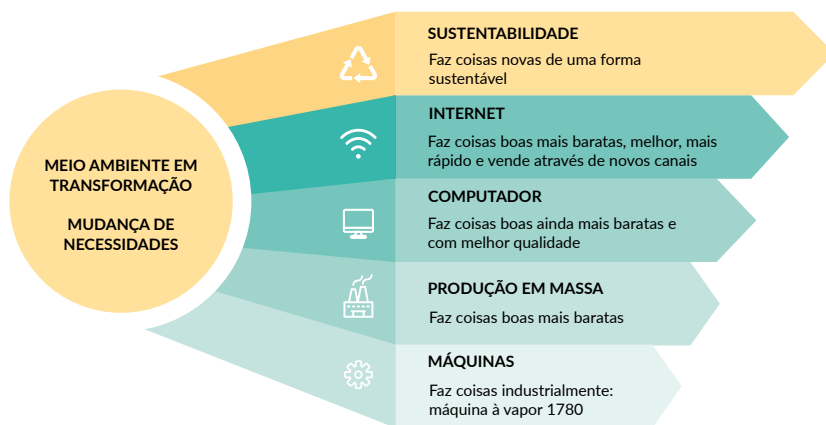 MEIO AMBIENTE EM
TRANSFORMAÇÃO
MUDANÇA DE
NECESSIDADES
SUSTENTABILIDADE
Faz coisas novas de uma forma
sustentável
INTERNET
Faz coisas boas mais baratas, melhor, mais
rápido e vende através de novos canais
COMPUTADOR
Faz coisas boas ainda mais baratas e
com melhor qualidade
PRODUÇÃO EM MASSA
Faz coisas boas mais baratas
MÁQUINAS
Faz coisas industrialmente:
máquina à vapor 1780